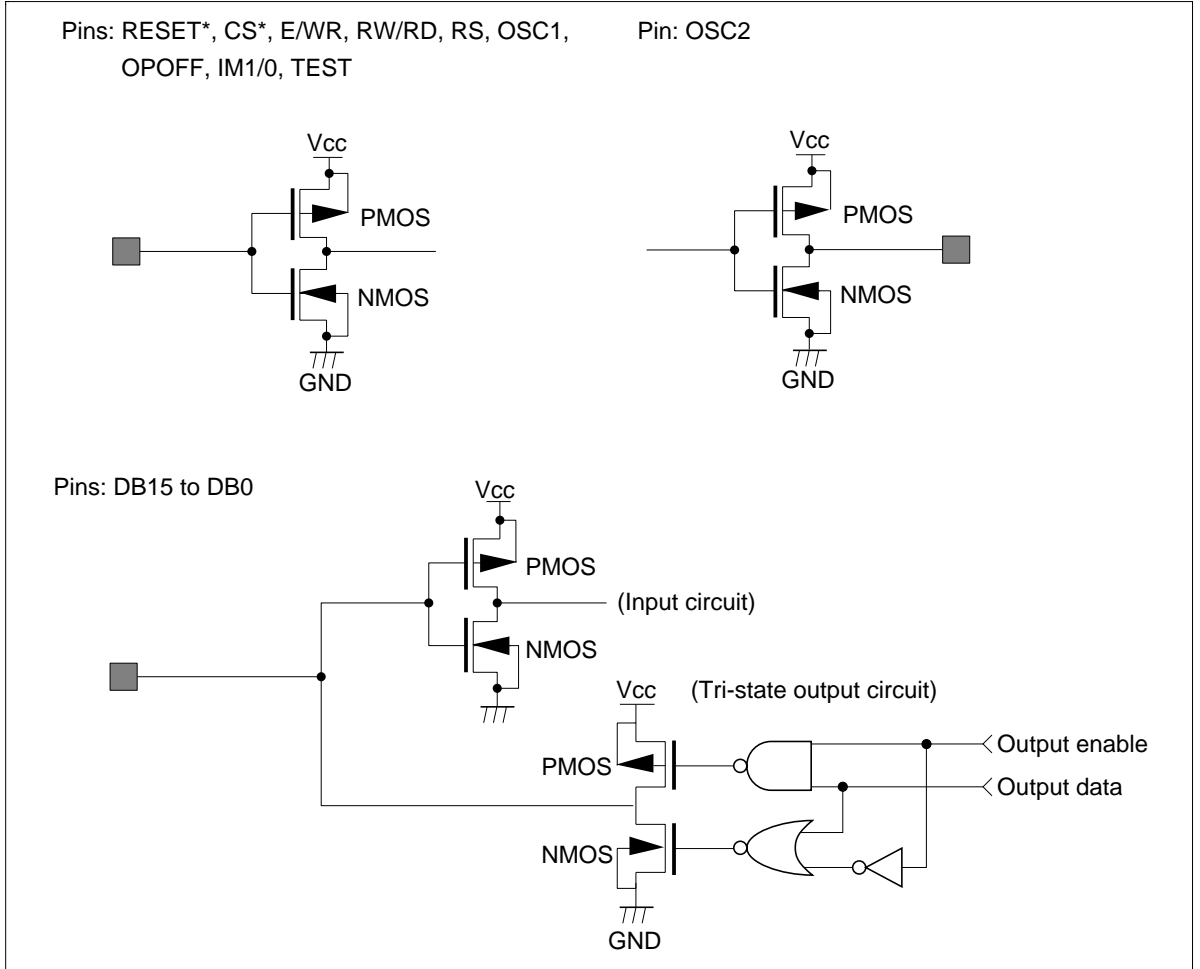 Pins: RESET*, CS*, E/WR, RW/RD, RS, OSC1,
OPOFF, IM1/0, TEST
Pin: OSC2
Vcc
PMOS
NMOS
GND
Vcc
PMOS
NMOS
GND
Pins: DB15 to DB0
Vcc
PMOS
(Input circuit)
NMOS
Vcc
(Tri-state output circuit)
Output enable
PMOS
Output data
NMOS
GND